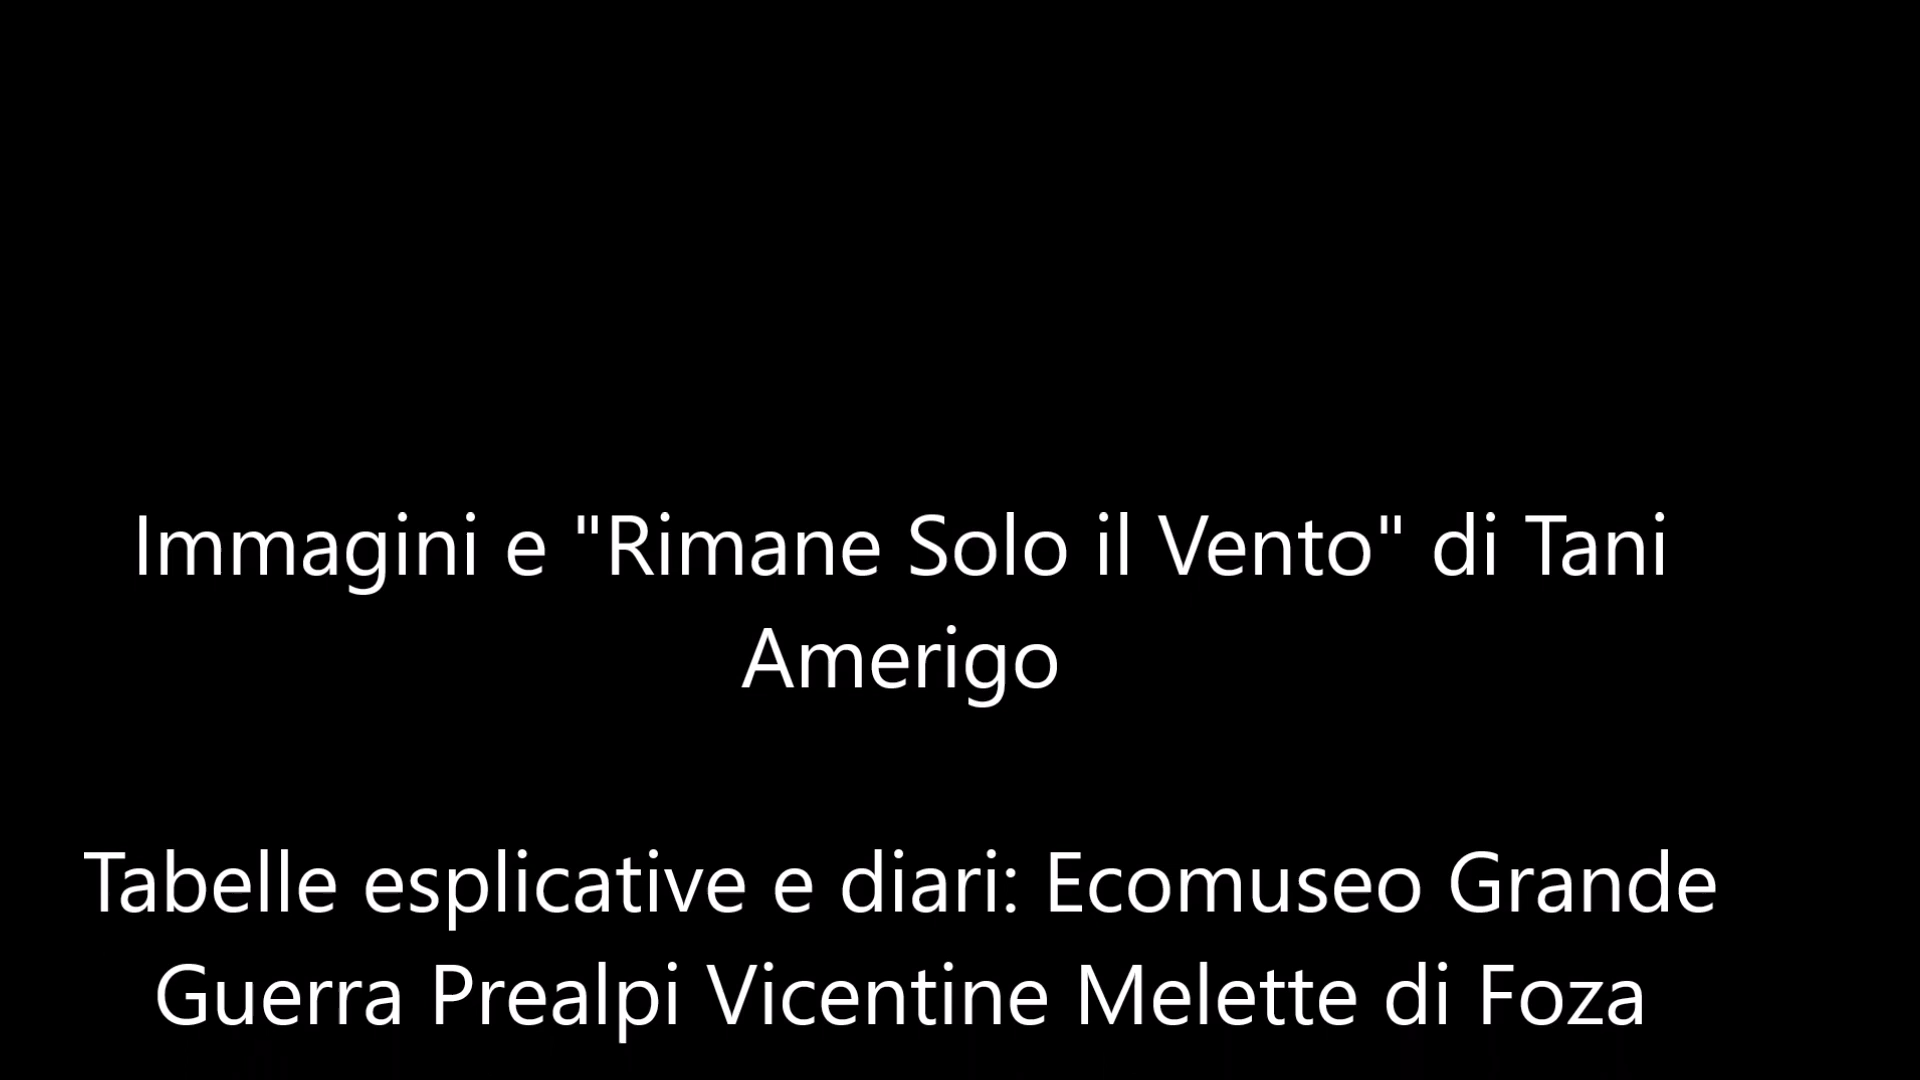 Immagini e "Rimane Solo il Vento" di Tani
Amerigo
Tabelle esplicative e diari: Ecomuseo Grande
Guerra Prealpi Vicentine Melette di Foza